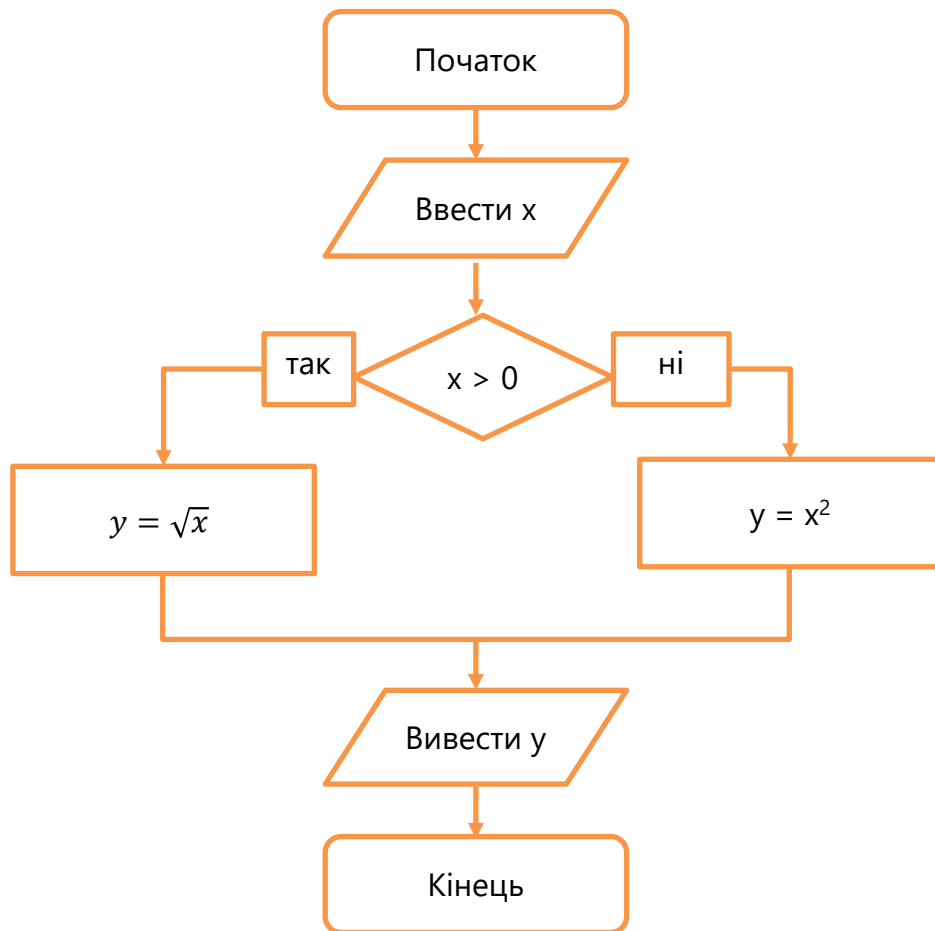 Початок
Ввести x
x > 0
так
ні
y = √x
y = x²
Вивести y
Кінець